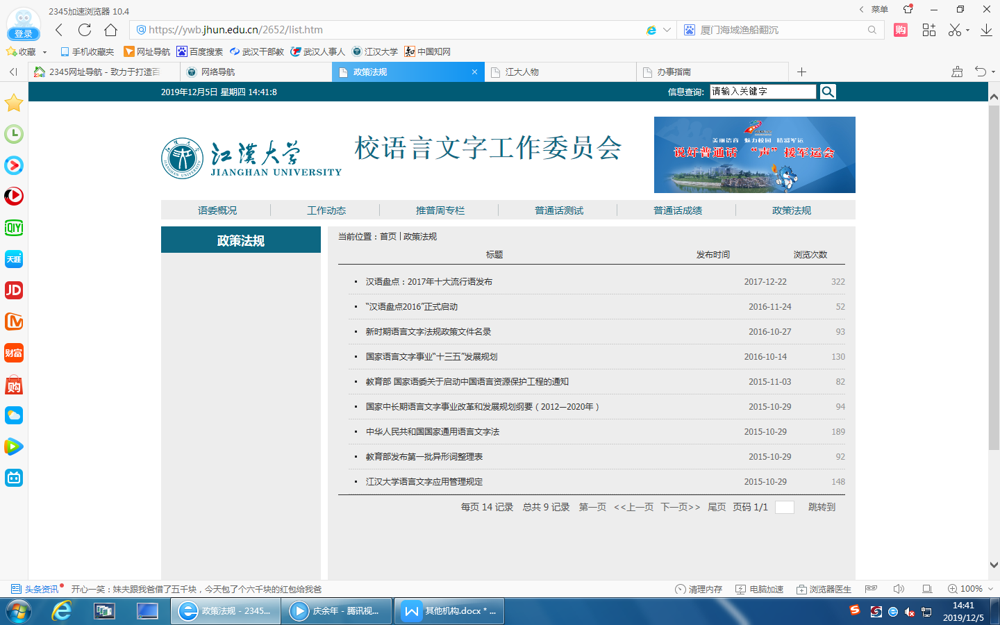 2345加速浏览器 10.4
菜单
登录
https://ywb.jhun.edu.cn/2652/list.htm
厦门海域渔船翻沉
购
收藏
手机收藏夹
网址导航
百度搜索
武汉干部教
武汉人事人
江汉大学
中国知网
2345网址导航 - 致力于打造百
网络导航
政策法规
江大人物
办事指南
2019年12月5日 星期四 14:41:8
信息查询:
请输入关键字
江漢大学
JIANGHAN UNIVERSITY
校语言文字工作委员会
美丽语音 魅力校园 精彩军运
说好普通话 “声”援军运会
语委概况
工作动态
推普周专栏
普通话测试
普通话成绩
政策法规
政策法规
当前位置：首页 | 政策法规
标题 发布时间 浏览次数
汉语盘点：2017年十大流行语发布 2017-12-22 322
“汉语盘点2016”正式启动 2016-11-24 52
新时期语言文字法规政策文件名录 2016-10-27 93
国家语言文字事业“十三五”发展规划 2016-10-14 130
教育部 国家语委关于启动中国语言资源保护工程的通知 2015-11-03 82
国家中长期语言文字事业改革和发展规划纲要（2012—2020年） 2015-10-29 94
中华人民共和国国家通用语言文字法 2015-10-29 189
教育部发布第一批异形词整理表 2015-10-29 92
江汉大学语言文字应用管理规定 2015-10-29 148
每页 14 记录 总共 9 记录 第一页 <<上一页 下一页>> 尾页 页码 1/1 跳转到
iQIY
天涯
JD
财富
购
头条资讯
开心一笑：妹夫跟我爸借了五千块，今天包了个六千块的红包给我爸
清理内存
电脑加速
浏览器医生
100%
政策法规 - 2345...
庆余年 - 腾讯视...
其他机构.docx * ...
14:41
2019/12/5